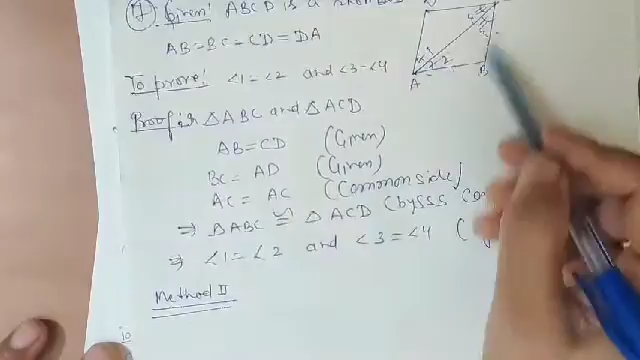 (7) Given: ABCD is a rhombus
AB=BC=CD=DA
To prove: ∠1=∠2 and ∠3=∠4
Proof: in △ABC and △ACD
AB=CD (Given)
BC= AD (Given)
AC= AC (Common side)
⇒ △ABC ≅ △ACD (by SSS
⇒ ∠1=∠2 and ∠3=∠4 (
Method II
A
B